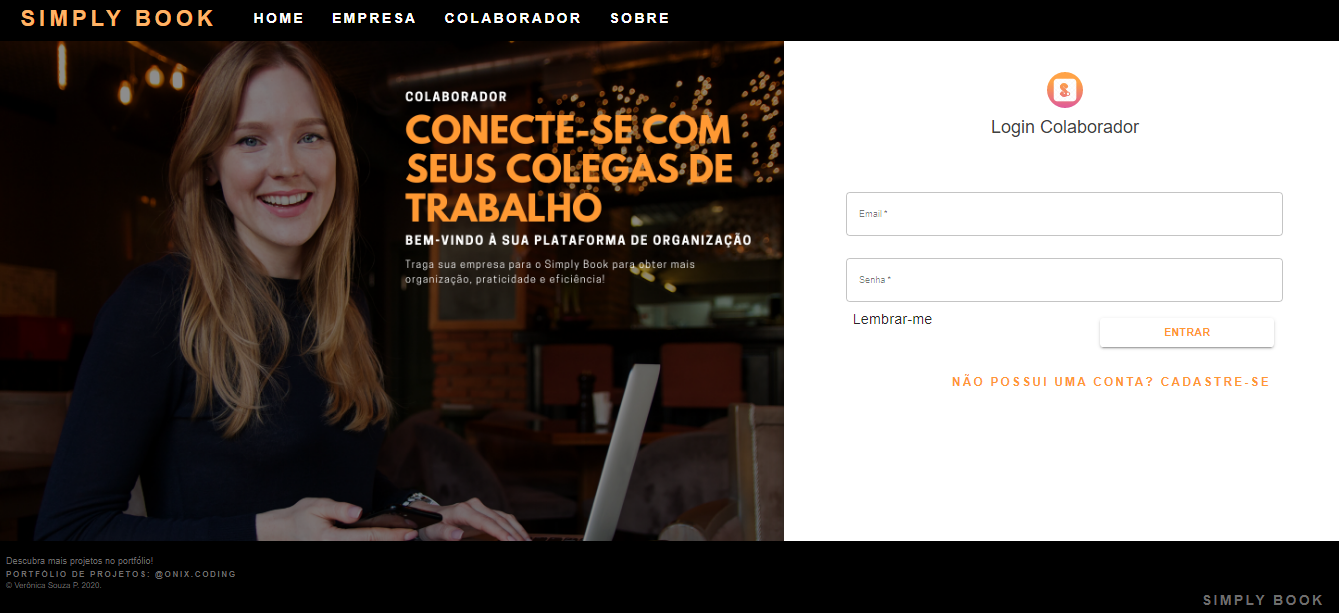 SIMPLY BOOK HOME EMPRESA COLABORADOR SOBRE
COLABORADOR
CONECTE-SE COM
SEUS COLEGAS DE
TRABALHO
BEM-VINDO À SUA PLATAFORMA DE ORGANIZAÇÃO
Traga sua empresa para o Simply Book para obter mais
organização, praticidade e eficiência!
Login Colaborador
Email *
Senha *
Lembrar-me
ENTRAR
NÃO POSSUI UMA CONTA? CADASTRE-SE
Descubra mais projetos no portfólio!
PORTFÓLIO DE PROJETOS: @ONIX.CODING
© Verônica Souza P. 2020.
SIMPLY BOOK